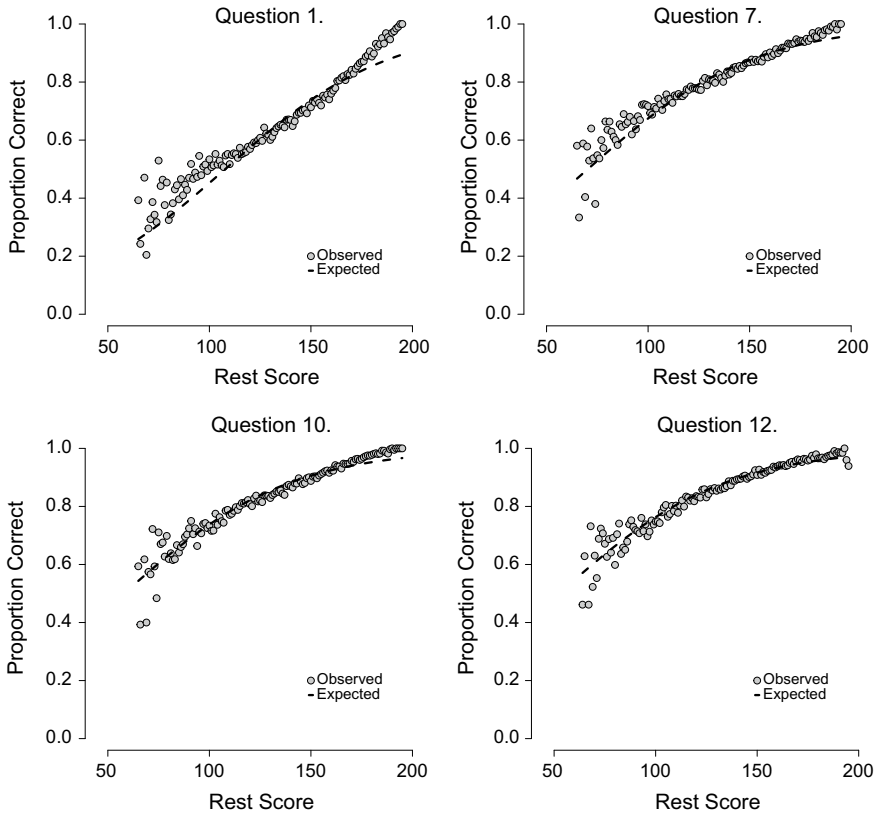 Question 1.
1.0
0.8
0.6
0.4
0.2
0.0
Proportion Correct
Observed
Expected
50
100
150
200
Rest Score
Question 7.
1.0
0.8
0.6
0.4
0.2
0.0
Proportion Correct
Observed
Expected
50
100
150
200
Rest Score
Question 10.
1.0
0.8
0.6
0.4
0.2
0.0
Proportion Correct
Observed
Expected
50
100
150
200
Rest Score
Question 12.
1.0
0.8
0.6
0.4
0.2
0.0
Proportion Correct
Observed
Expected
50
100
150
200
Rest Score